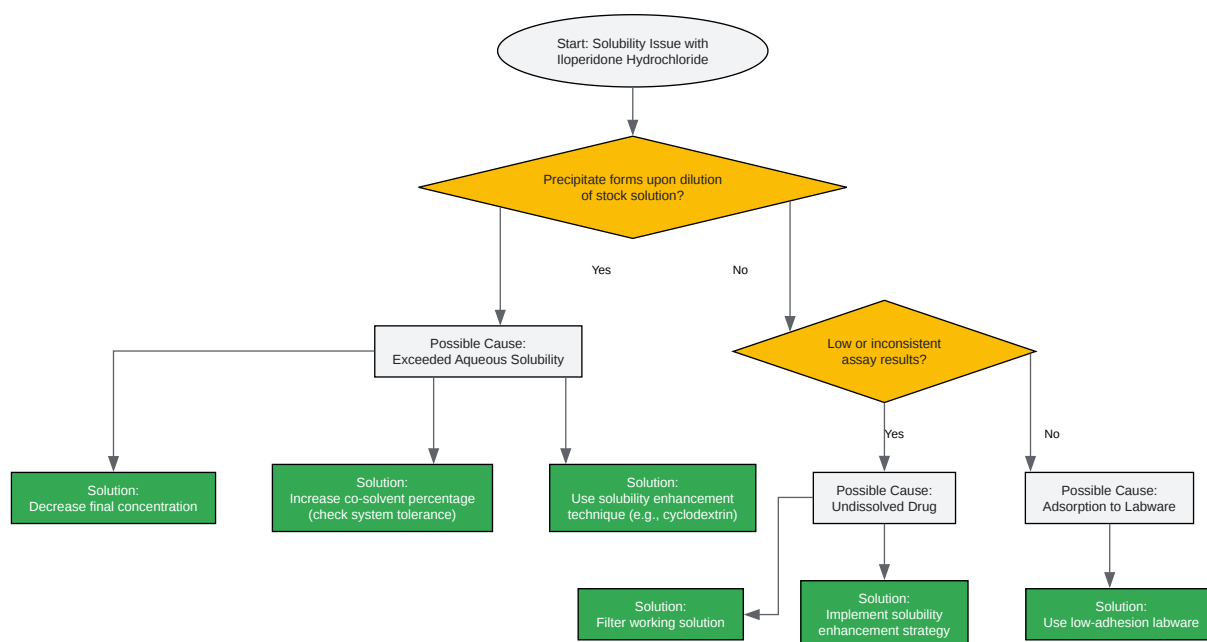 Start: Solubility Issue with
Iloperidone Hydrochloride
Precipitate forms upon dilution
of stock solution?
Yes
No
Possible Cause:
Exceeded Aqueous Solubility
Low or inconsistent
assay results?
Yes
No
Solution:
Decrease final concentration
Solution:
Increase co-solvent percentage
(check system tolerance)
Solution:
Use solubility enhancement
technique (e.g., cyclodextrin)
Possible Cause:
Undissolved Drug
Possible Cause:
Adsorption to Labware
Solution:
Filter working solution
Solution:
Implement solubility
enhancement strategy
Solution:
Use low-adhesion labware